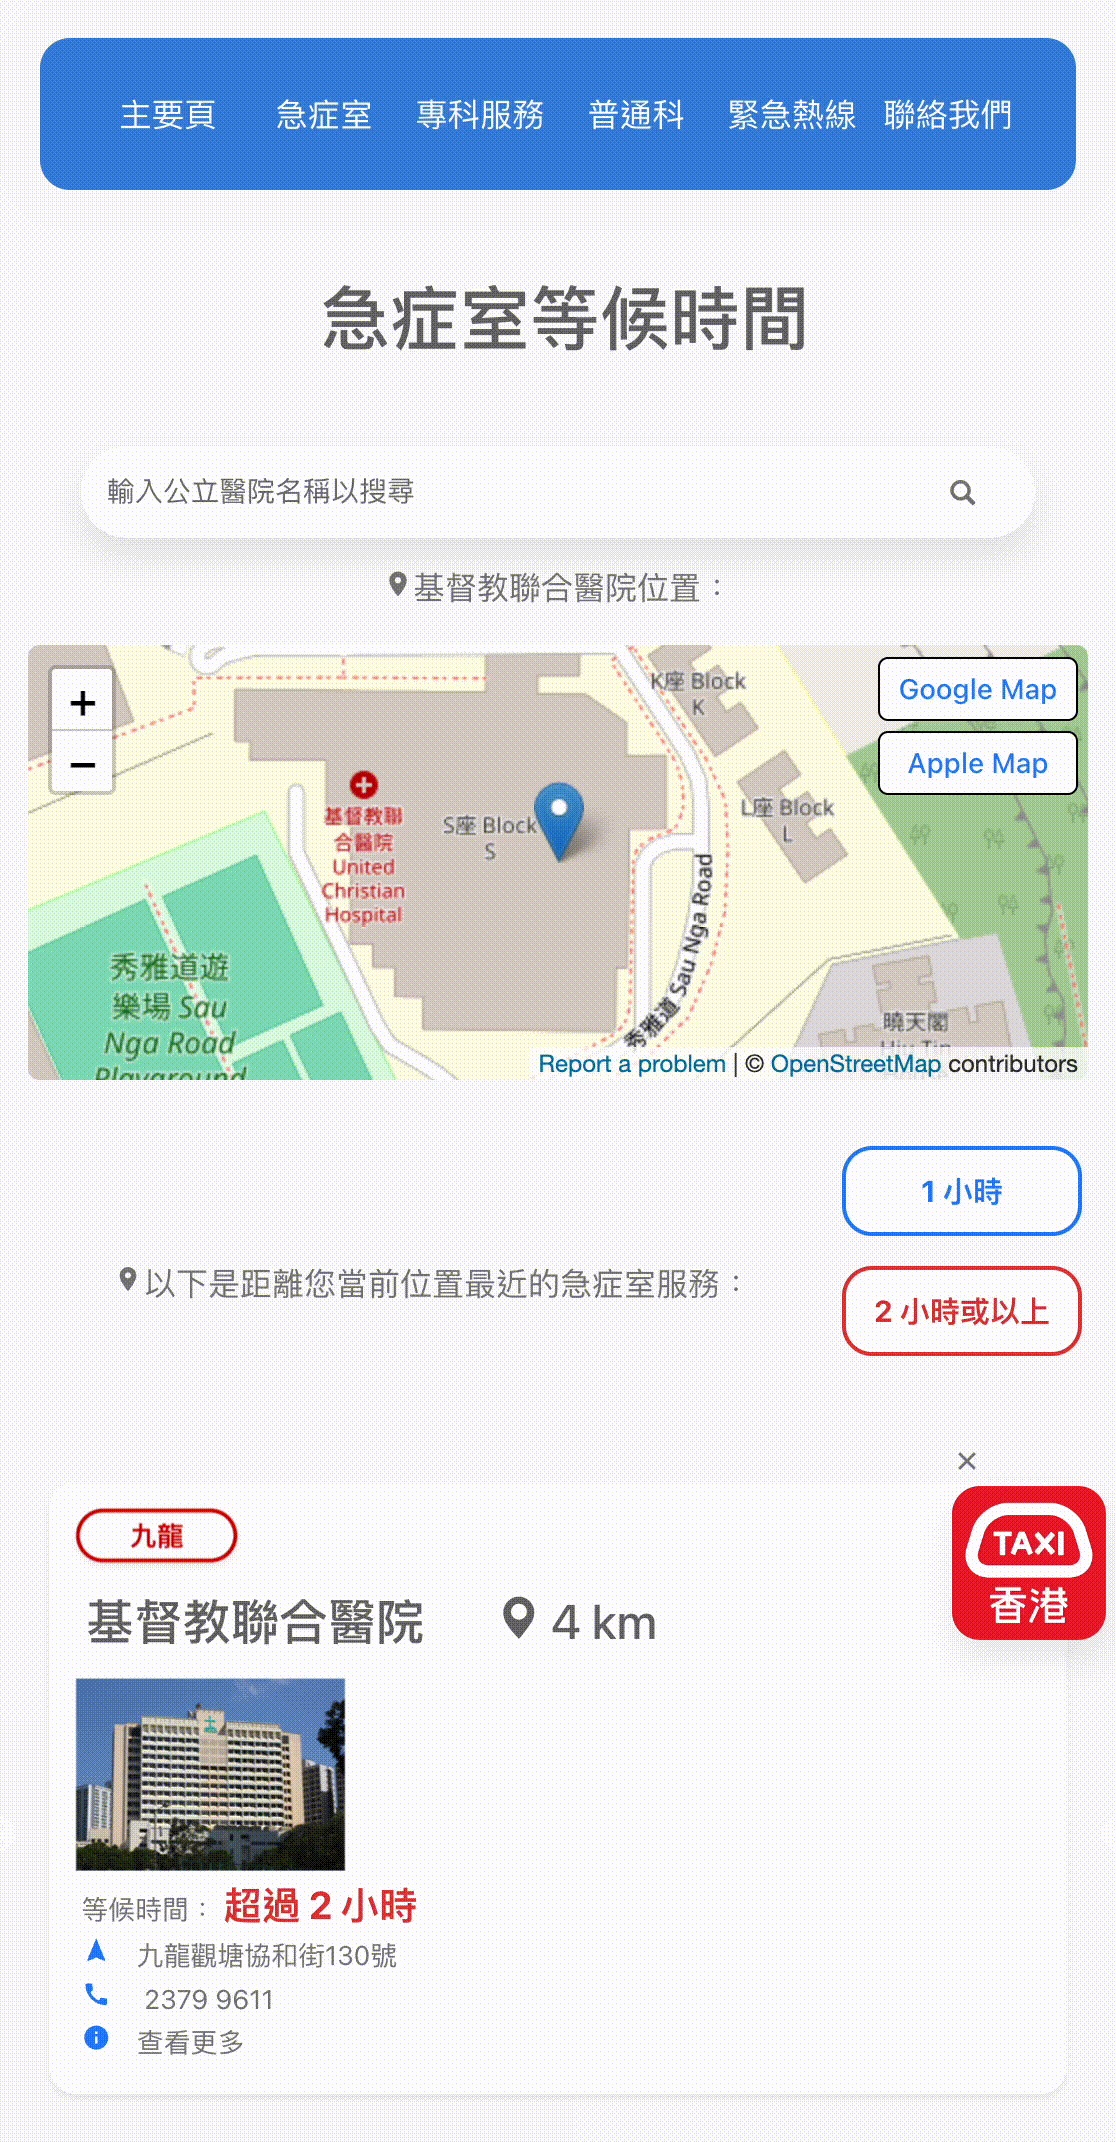 主要頁 急症室 專科服務 普通科 緊急熱線 聯絡我們
急症室等候時間
輸入公立醫院名稱以搜尋
基督教聯合醫院位置：
+
−
Google Map
Apple Map
K座 Block
K
L座 Block
L
S座 Block
S
基督教聯
合醫院
United
Christian
Hospital
秀雅道 Sau Nga Road
秀雅道遊
樂場 Sau
Nga Road
Playground
曉天閣
Hiu Tin
Report a problem | © OpenStreetMap contributors
1 小時
以下是距離您當前位置最近的急症室服務：
2 小時或以上
×
TAXI
香港
九龍
基督教聯合醫院 4 km
等候時間： 超過 2 小時
九龍觀塘協和街130號
2379 9611
查看更多